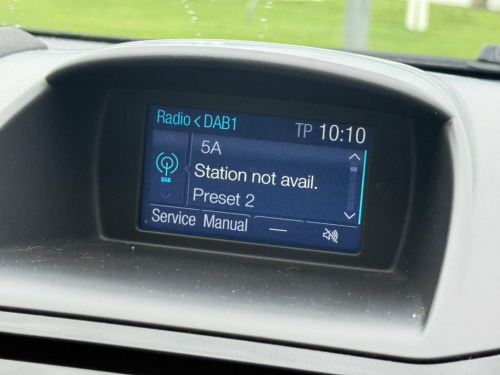 Radio < DAB1 TP 10:10
5A
DAB
Station not avail.
Preset 2
Service Manual —